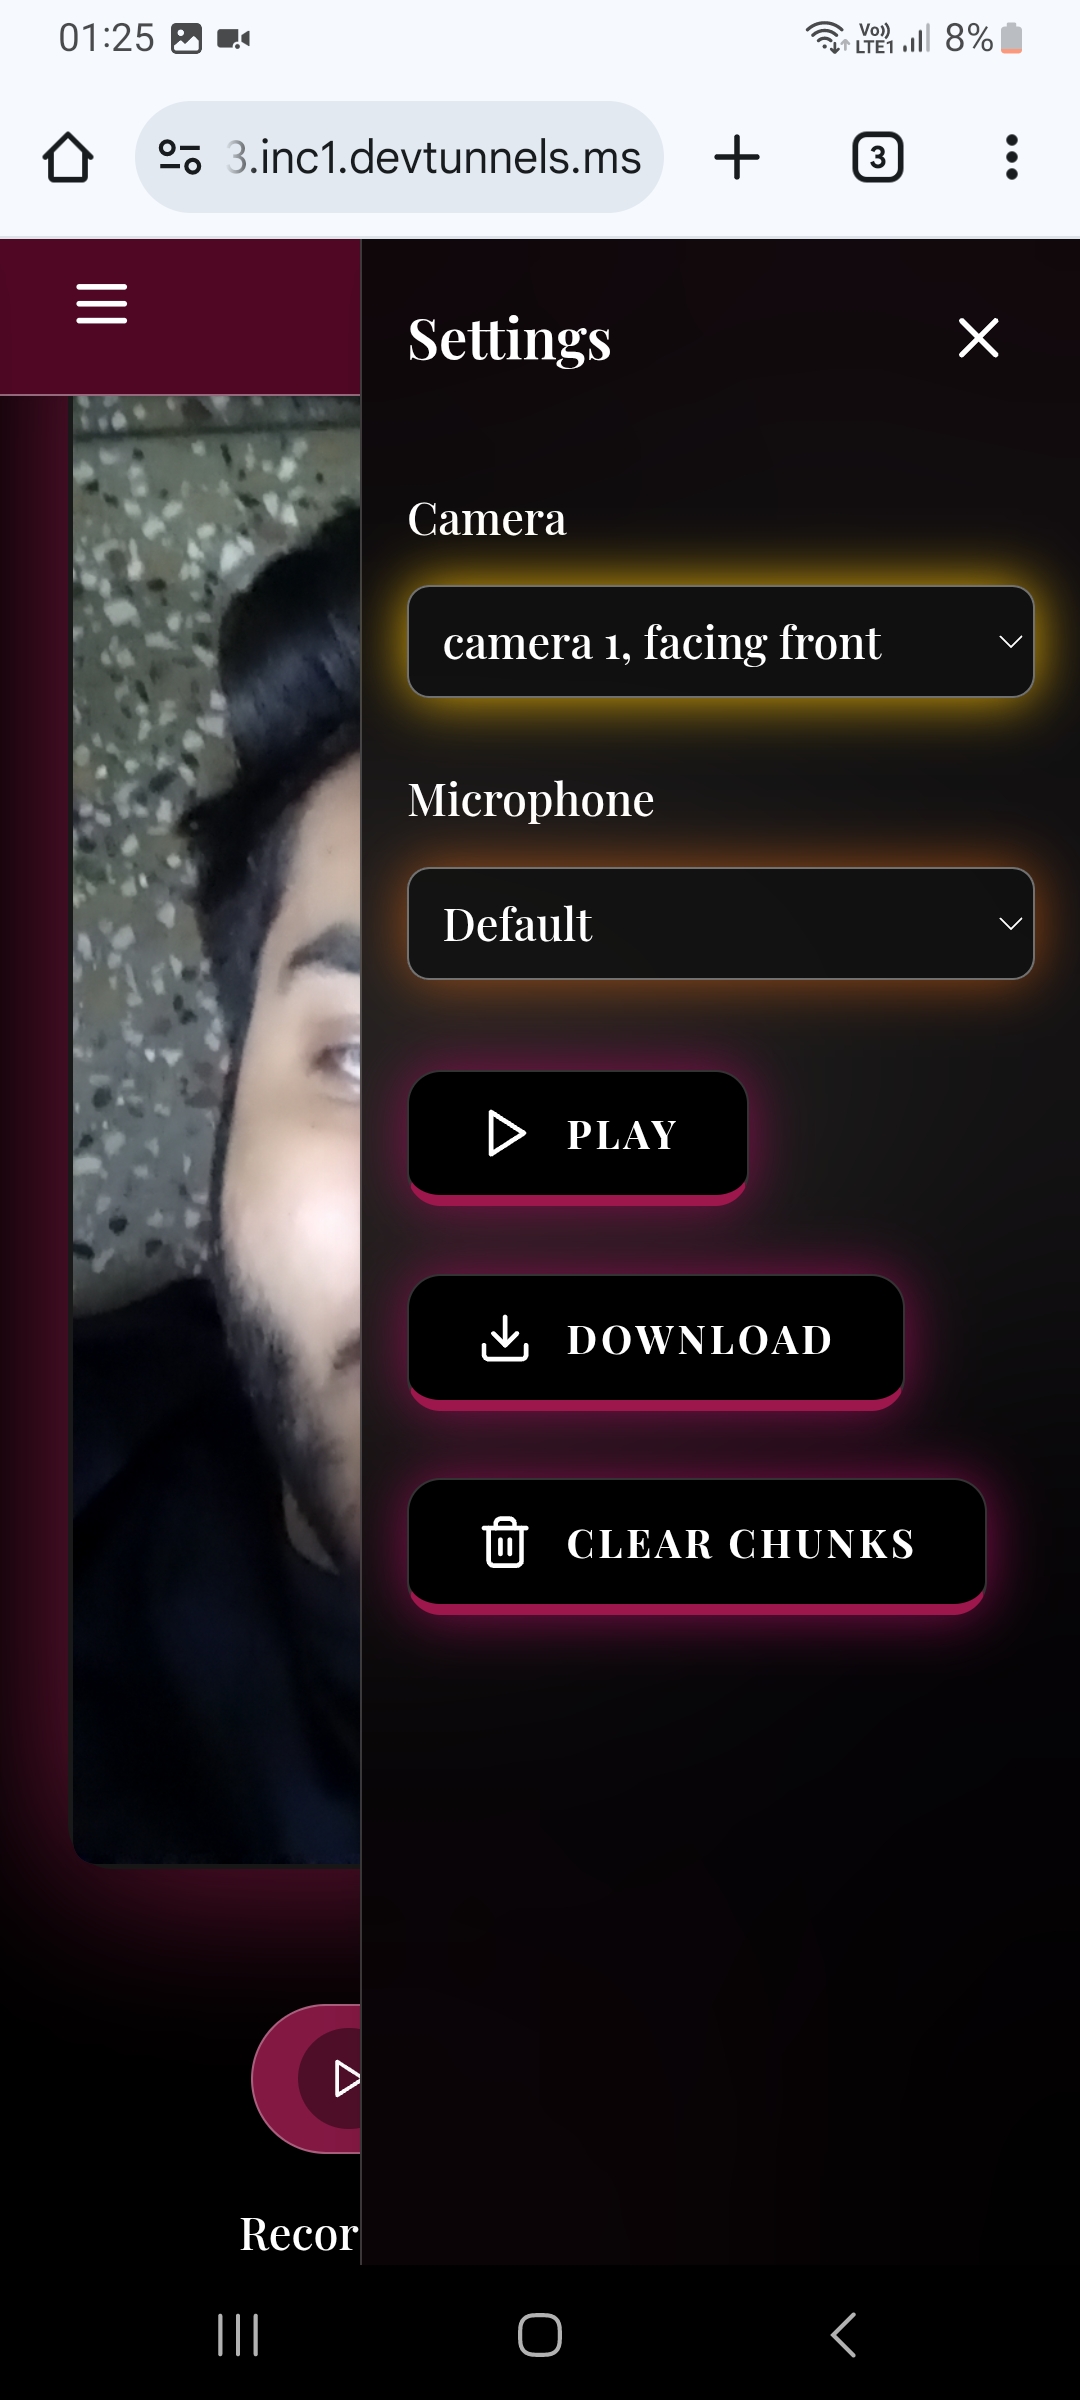 01:25
Vo))
LTE1
8%
3.inc1.devtunnels.ms
3
Settings
Camera
camera 1, facing front
Microphone
Default
PLAY
DOWNLOAD
CLEAR CHUNKS
Recor